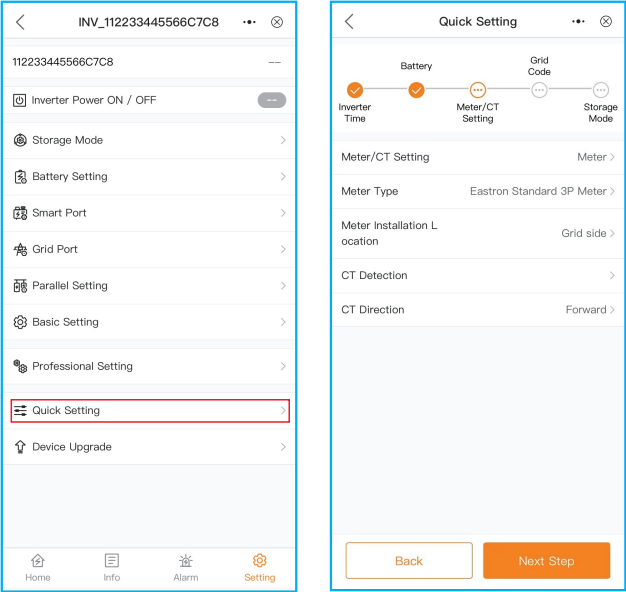 INV_112233445566C7C8
112233445566C7C8 --
Inverter Power ON / OFF --
Storage Mode
Battery Setting
Smart Port
Grid Port
Parallel Setting
Basic Setting
Professional Setting
Quick Setting
Device Upgrade
Home Info Alarm Setting
Quick Setting
Battery
Grid
Code
Inverter
Time
Meter/CT
Setting
Storage
Mode
Meter/CT Setting Meter
Meter Type Eastron Standard 3P Meter
Meter Installation L
ocation
Grid side
CT Detection
CT Direction Forward
Back Next Step